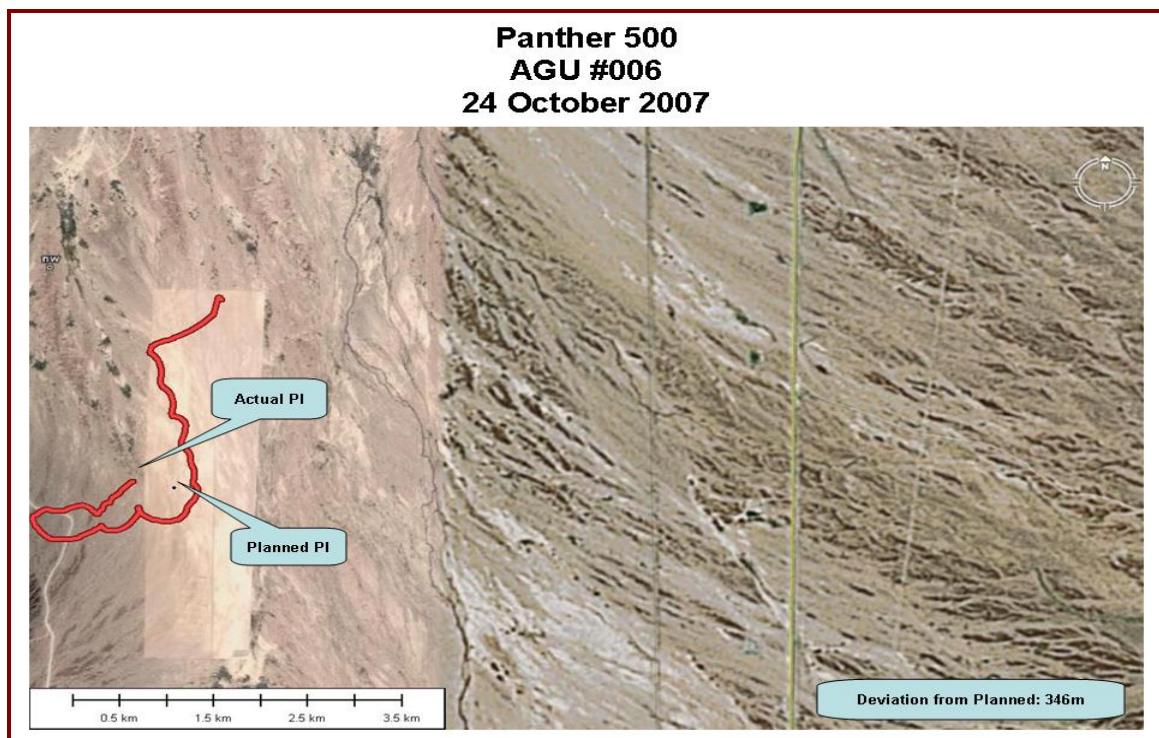 Panther 500
AGU #006
24 October 2007
N
nw
Actual PI
Planned PI
0.5 km 1.5 km 2.5 km 3.5 km
Deviation from Planned: 346m